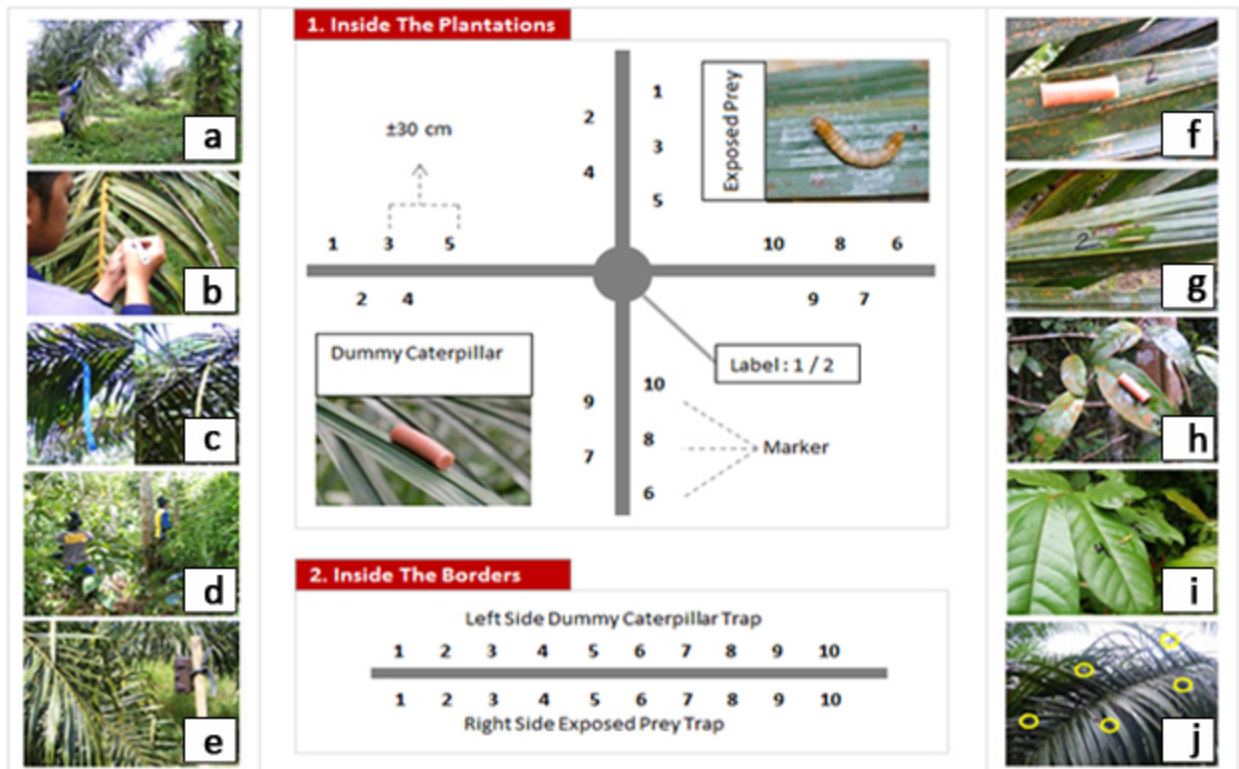 a
b
c
d
e
1. Inside The Plantations
±30 cm
2
4
1
3
5
Exposed Prey
1 3 5
2 4
10 8 6
9 7
Dummy Caterpillar
Label : 1 / 2
9
7
10
8
6
Marker
2. Inside The Borders
Left Side Dummy Caterpillar Trap
1 2 3 4 5 6 7 8 9 10
1 2 3 4 5 6 7 8 9 10
Right Side Exposed Prey Trap
2
f
2
g
h
4
i
j